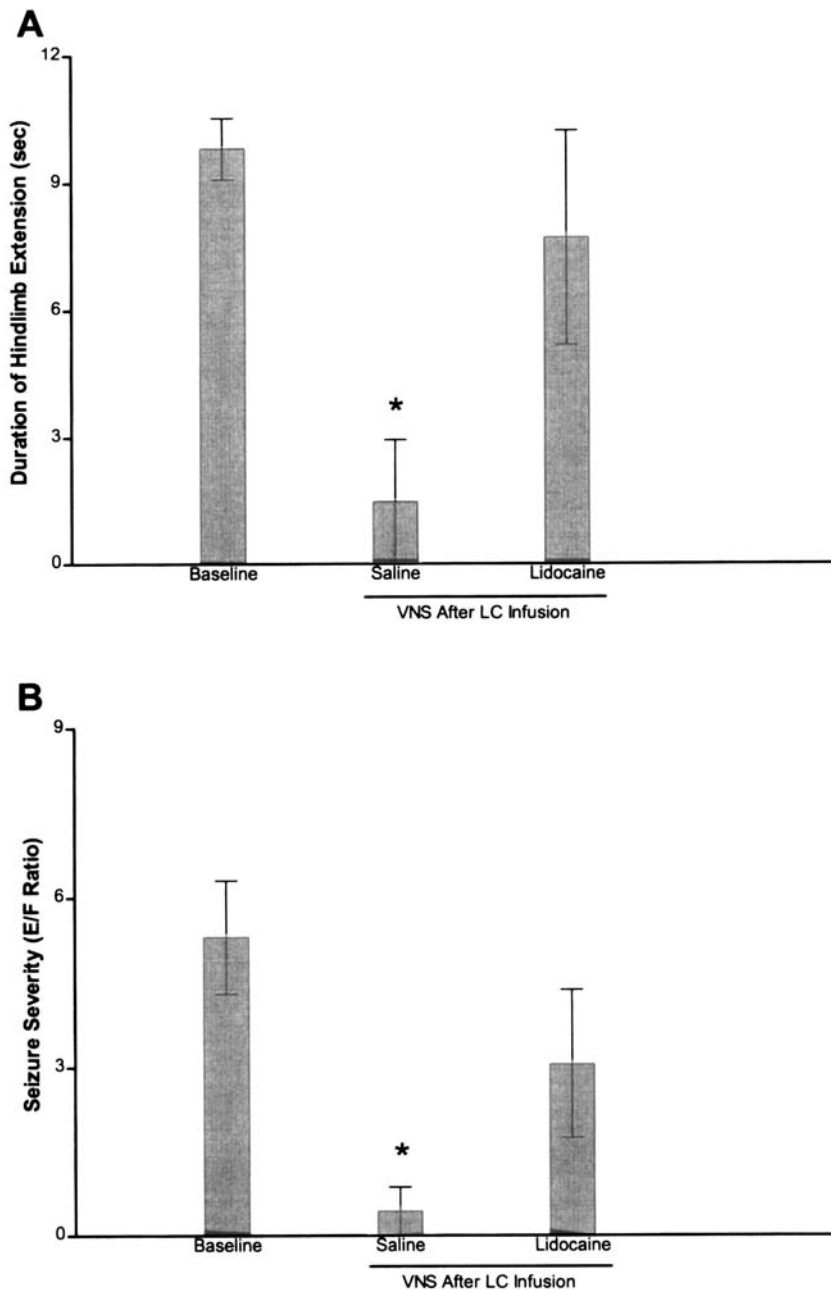 A
Duration of Hindlimb Extension (sec)
12
9
6
3
0
*
Baseline
Saline
Lidocaine
VNS After LC Infusion
B
Seizure Severity (E/F Ratio)
9
6
3
0
*
Baseline
Saline
Lidocaine
VNS After LC Infusion